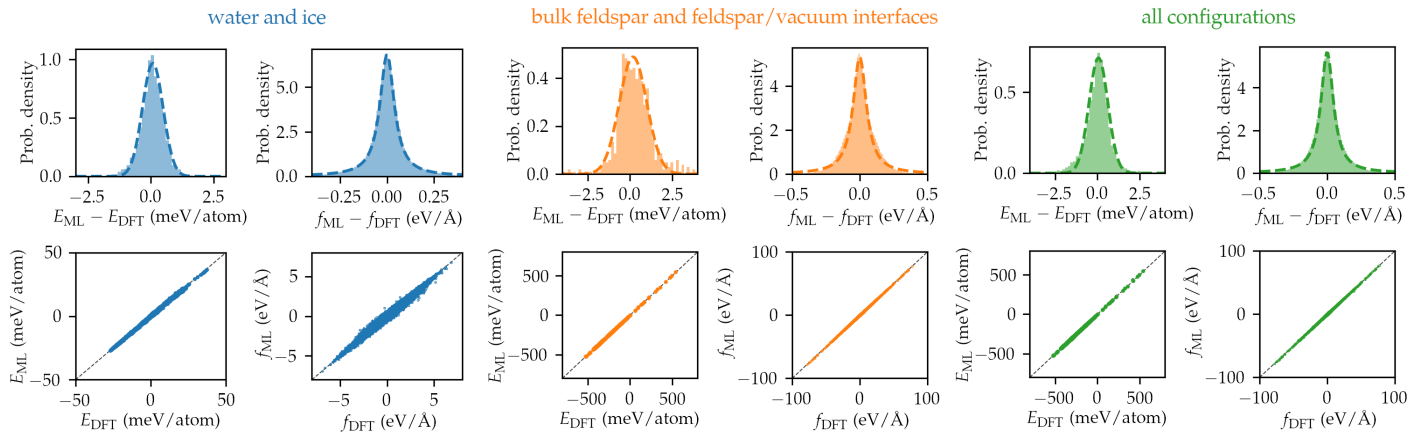 water and ice
bulk feldspar and feldspar/vacuum interfaces
all configurations
Prob. density
1.0
0.5
0.0
−2.5
0.0
2.5
E_ML − E_DFT (meV/atom)
Prob. density
7.5
5.0
2.5
0.0
−0.25
0.00
0.25
f_ML − f_DFT (eV/Å)
Prob. density
0.4
0.2
0.0
−2.5
0.0
2.5
E_ML − E_DFT (meV/atom)
Prob. density
4
2
0
−0.5
0.0
0.5
f_ML − f_DFT (eV/Å)
Prob. density
0.5
0.0
−2.5
0.0
2.5
E_ML − E_DFT (meV/atom)
Prob. density
4
2
0
−0.5
0.0
0.5
f_ML − f_DFT (eV/Å)
E_ML (meV/atom)
50
0
−50
−50
0
50
E_DFT (meV/atom)
f_ML (eV/Å)
5
0
−5
−5
0
5
f_DFT (eV/Å)
E_ML (meV/atom)
500
0
−500
−500
0
500
E_DFT (meV/atom)
f_ML (eV/Å)
100
0
−100
−100
0
100
f_DFT (eV/Å)
E_ML (meV/atom)
500
0
−500
−500
0
500
E_DFT (meV/atom)
f_ML (eV/Å)
100
0
−100
−100
0
100
f_DFT (eV/Å)